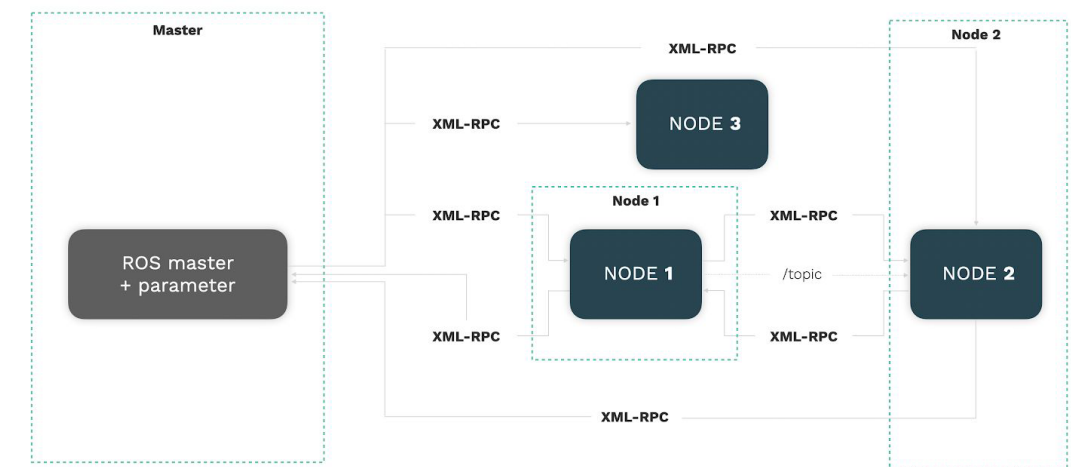 Master
Node 2
XML-RPC
XML-RPC
NODE 3
Node 1
XML-RPC
XML-RPC
ROS master
+ parameter
NODE 1
/topic
NODE 2
XML-RPC
XML-RPC
XML-RPC